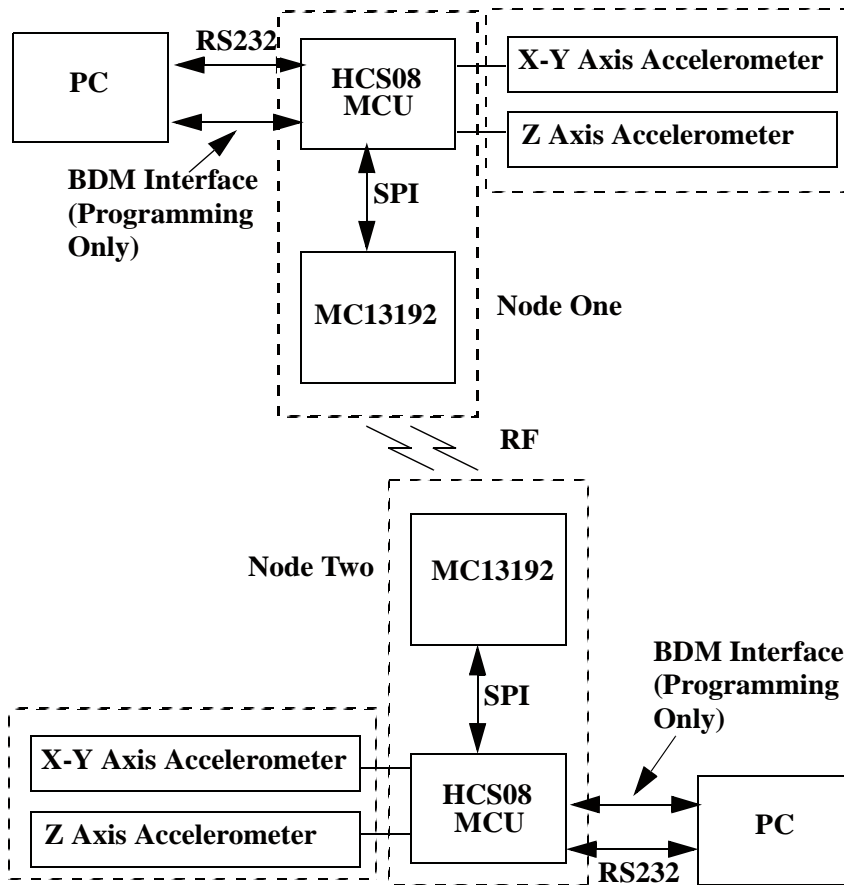 RS232
PC
HCS08
MCU
X-Y Axis Accelerometer
Z Axis Accelerometer
BDM Interface
(Programming
Only)
SPI
MC13192
Node One
RF
Node Two
MC13192
BDM Interface
(Programming
Only)
SPI
X-Y Axis Accelerometer
Z Axis Accelerometer
HCS08
MCU
PC
RS232